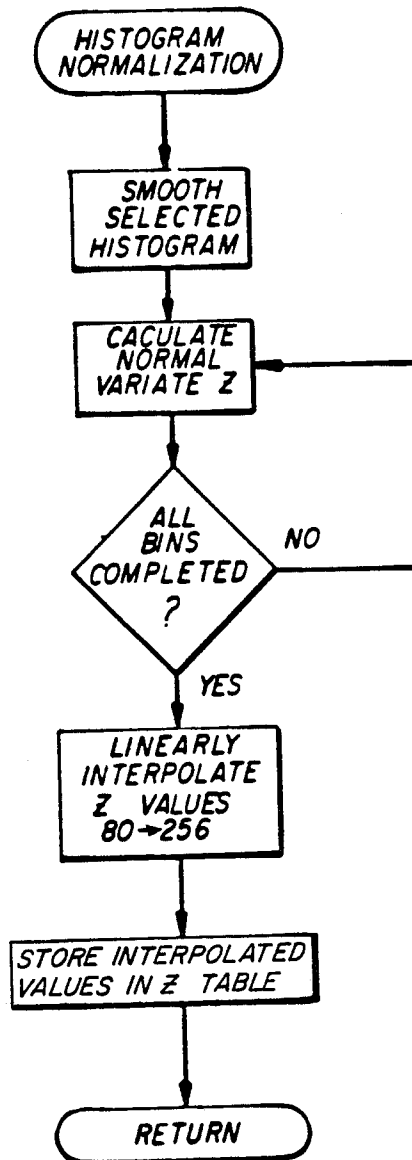 HISTOGRAM
NORMALIZATION
SMOOTH
SELECTED
HISTOGRAM
CACULATE
NORMAL
VARIATE Z
ALL
BINS
COMPLETED
?
NO
YES
LINEARLY
INTERPOLATE
Z VALUES
80→256
STORE INTERPOLATED
VALUES IN Z TABLE
RETURN